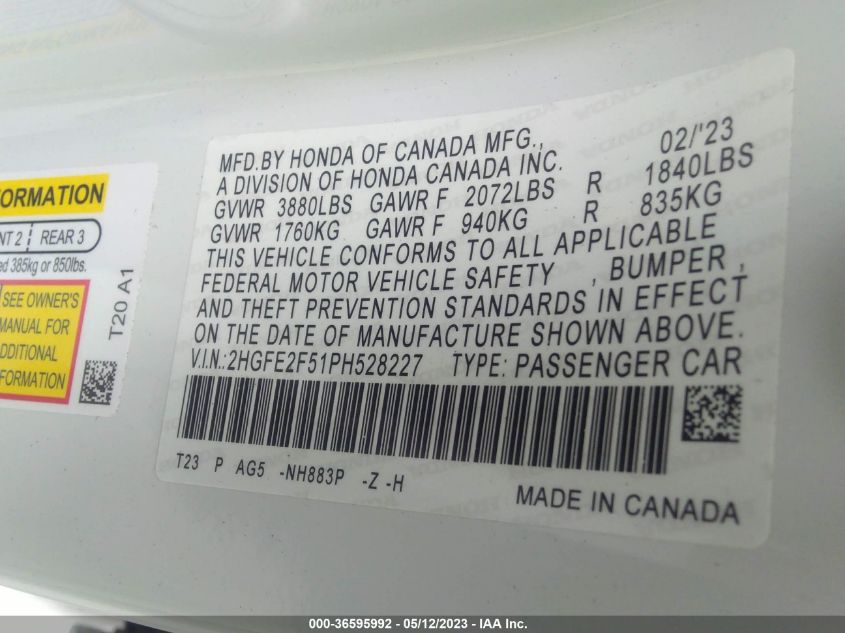 MFD.BY HONDA OF CANADA MFG., 02/'23
A DIVISION OF HONDA CANADA INC.
GVWR 3880LBS GAWR F 2072LBS R 1840LBS
GVWR 1760KG GAWR F 940KG R 835KG
THIS VEHICLE CONFORMS TO ALL APPLICABLE
FEDERAL MOTOR VEHICLE SAFETY , BUMPER ,
AND THEFT PREVENTION STANDARDS IN EFFECT
ON THE DATE OF MANUFACTURE SHOWN ABOVE.
V.I.N.:2HGFE2F51PH528227 TYPE: PASSENGER CAR
T23 P AG5 -NH883P -Z -H
MADE IN CANADA
FORMATION
NT 2 REAR 3
ed 385kg or 850lbs.
SEE OWNER'S
MANUAL FOR
DDITIONAL
FORMATION
T20 A1
000-36595992 - 05/12/2023 - IAA Inc.